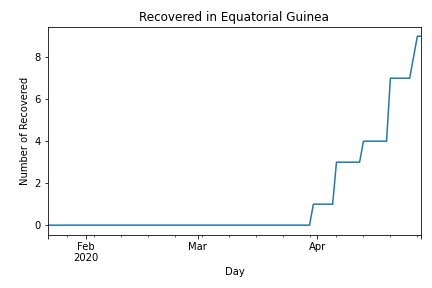 Recovered in Equatorial Guinea
Number of Recovered
8
6
4
2
0
Feb
2020
Mar
Apr
Day